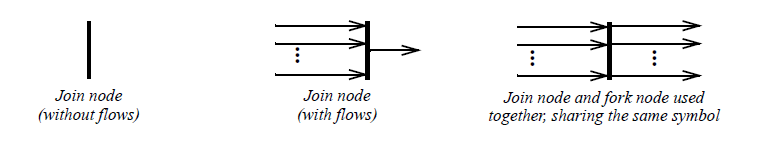 Join node
(without flows)
Join node
(with flows)
Join node and fork node used
together, sharing the same symbol